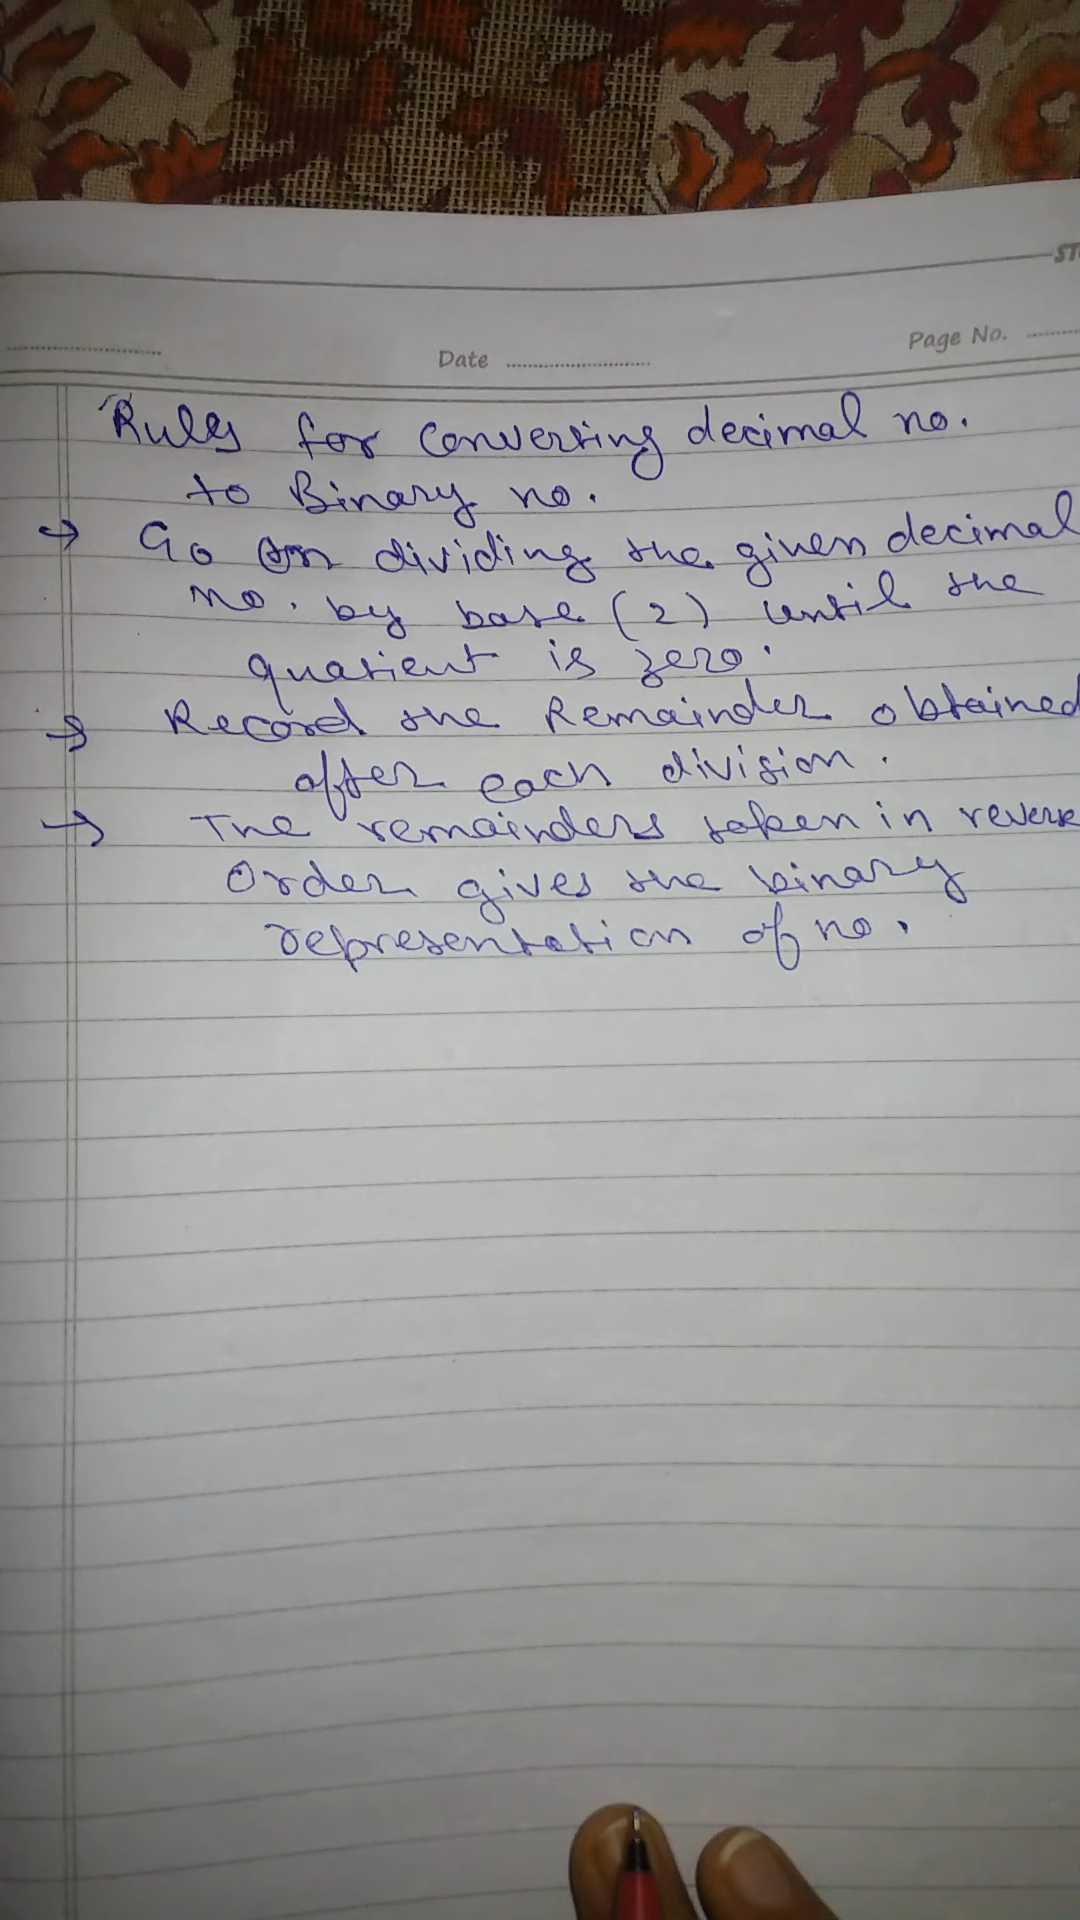 ST
Date ........................ Page No. ........
Rules for converting decimal no.
to Binary no.
→ Go on dividing the given decimal
no. by base (2) until the
quatient is zero.
→ Record the Remainder obtained
after each division.
→ The remainders taken in reverse
Order gives the binary
representation of no.